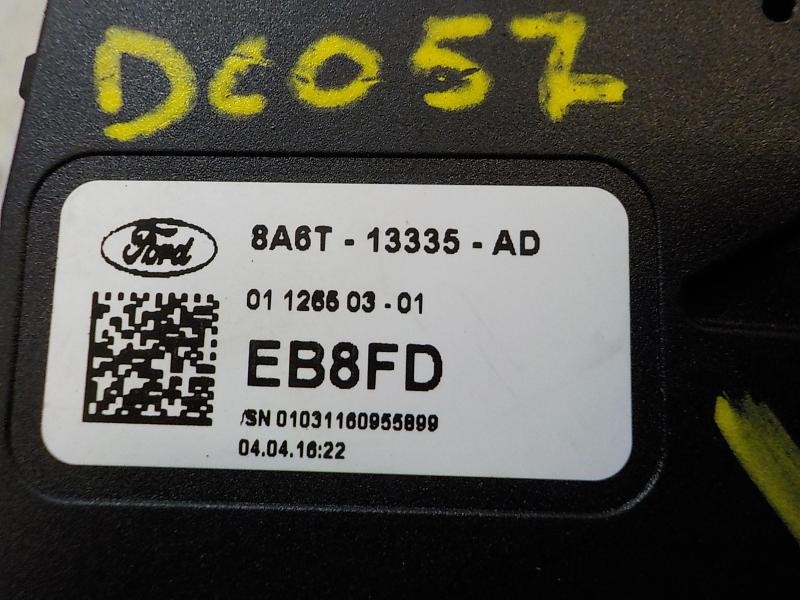 DC057
Ford
8A6T - 13335 - AD
01 1265 03 - 01
EB8FD
/SN 01031160955899
04.04.16:22